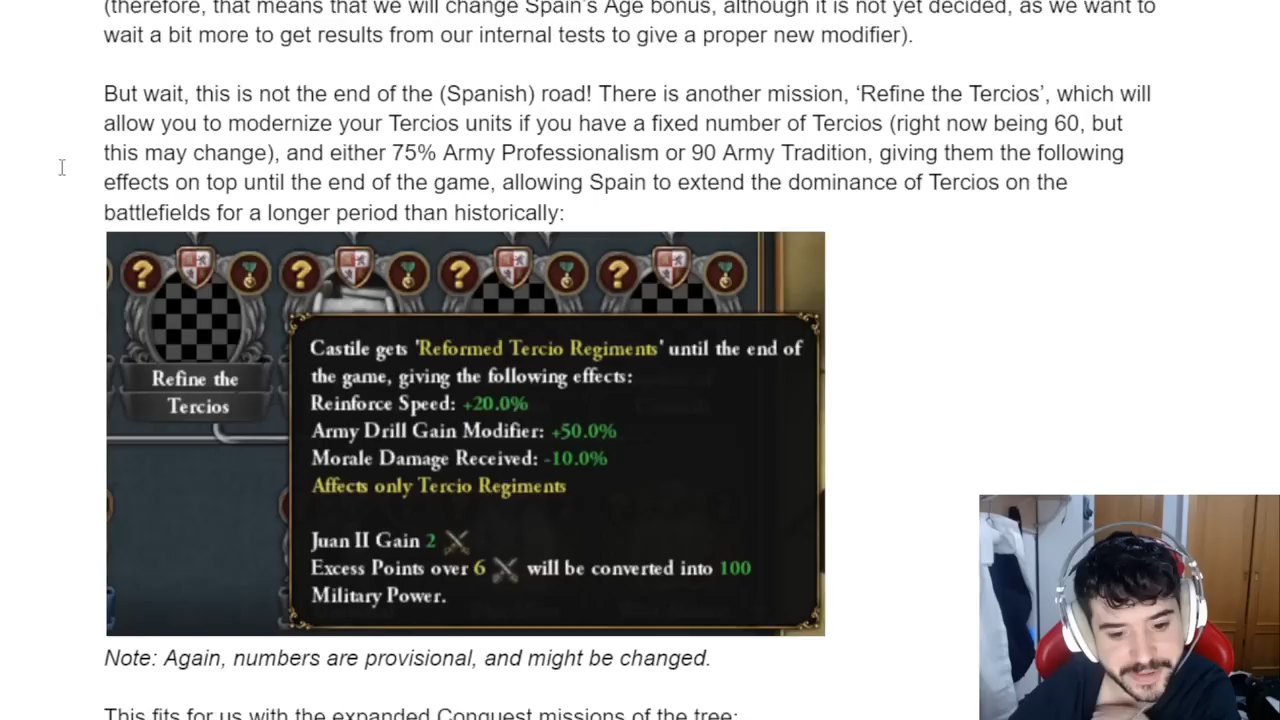 (therefore, that means that we will change Spain's Age bonus, although it is not yet decided, as we want to
wait a bit more to get results from our internal tests to give a proper new modifier).
But wait, this is not the end of the (Spanish) road! There is another mission, ‘Refine the Tercios’, which will
allow you to modernize your Tercios units if you have a fixed number of Tercios (right now being 60, but
this may change), and either 75% Army Professionalism or 90 Army Tradition, giving them the following
effects on top until the end of the game, allowing Spain to extend the dominance of Tercios on the
battlefields for a longer period than historically:
Refine the
Tercios
Castile gets 'Reformed Tercio Regiments' until the end of
the game, giving the following effects:
Reinforce Speed: +20.0%
Army Drill Gain Modifier: +50.0%
Morale Damage Received: -10.0%
Affects only Tercio Regiments
Juan II Gain 2
Excess Points over 6 will be converted into 100
Military Power.
Note: Again, numbers are provisional, and might be changed.
This fits for us with the expanded Conquest missions of the tree: